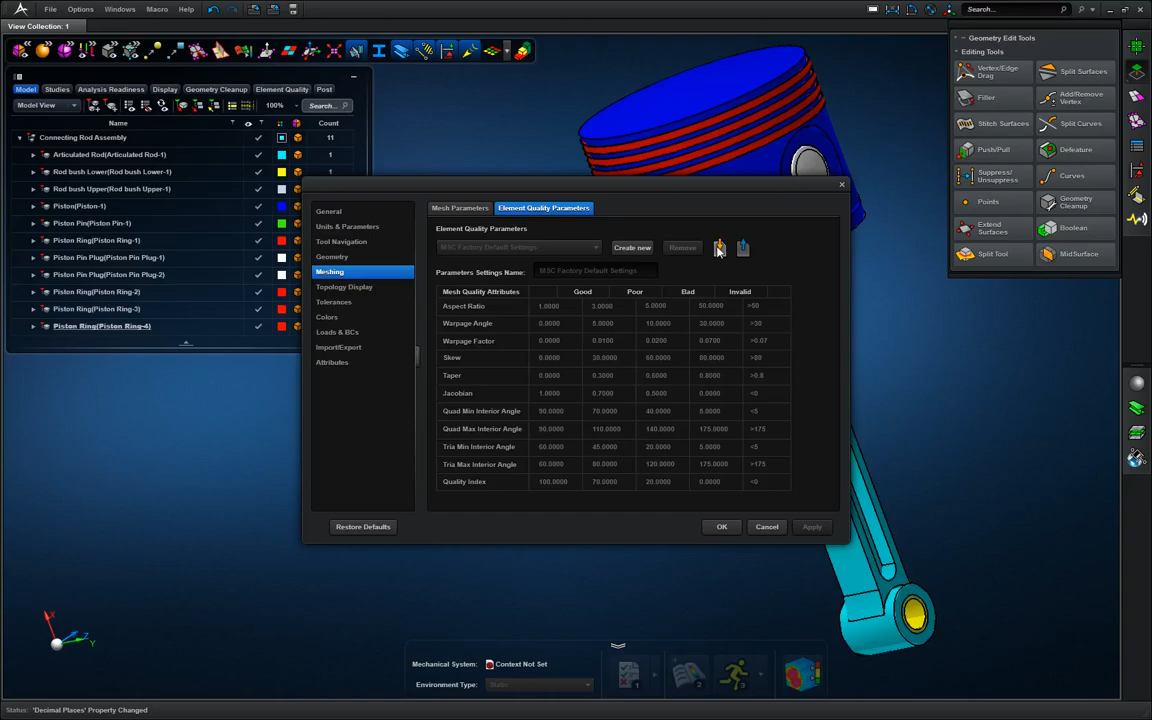 File Options Windows Macro Help Search...
View Collection: 1
Model Studies Analysis Readiness Display Geometry Cleanup Element Quality Post
Model View 100% Search...
Name Count
Connecting Rod Assembly 11
Articulated Rod(Articulated Rod-1) 1
Rod bush Lower(Rod bush Lower-1) 1
Rod bush Upper(Rod bush Upper-1)
Piston(Piston-1)
Piston Pin(Piston Pin-1)
Piston Ring(Piston Ring-1)
Piston Pin Plug(Piston Pin Plug-1)
Piston Pin Plug(Piston Pin Plug-2)
Piston Ring(Piston Ring-2)
Piston Ring(Piston Ring-3)
Piston Ring(Piston Ring-4)
General
Units & Parameters
Tool Navigation
Geometry
Meshing
Topology Display
Tolerances
Colors
Loads & BCs
Import/Export
Attributes
Restore Defaults
Mesh Parameters Element Quality Parameters
Element Quality Parameters
MSC Factory Default Settings Create new Remove
Parameters Settings Name: MSC Factory Default Settings
Mesh Quality Attributes Good Poor Bad Invalid
Aspect Ratio 1.0000 3.0000 5.0000 50.0000 >50
Warpage Angle 0.0000 5.0000 10.0000 30.0000 >30
Warpage Factor 0.0000 0.0100 0.0200 0.0700 >0.07
Skew 0.0000 30.0000 60.0000 80.0000 >80
Taper 0.0000 0.3000 0.6000 0.8000 >0.8
Jacobian 1.0000 0.7000 0.5000 0.0000 <0
Quad Min Interior Angle 90.0000 70.0000 40.0000 5.0000 <5
Quad Max Interior Angle 90.0000 110.0000 140.0000 175.0000 >175
Tria Min Interior Angle 60.0000 45.0000 20.0000 5.0000 <5
Tria Max Interior Angle 60.0000 80.0000 120.0000 175.0000 >175
Quality Index 100.0000 70.0000 20.0000 0.0000 <0
OK Cancel Apply
Geometry Edit Tools
Editing Tools
Vertex/Edge Drag Split Surfaces
Filler Add/Remove Vertex
Stitch Surfaces Split Curves
Push/Pull Defeature
Suppress/Unsuppress Curves
Points Geometry Cleanup
Extend Surfaces Boolean
Split Tool MidSurface
X
Z
Y
Mechanical System: Context Not Set
Environment Type: Static
1 2 3
Status: 'Decimal Places' Property Changed